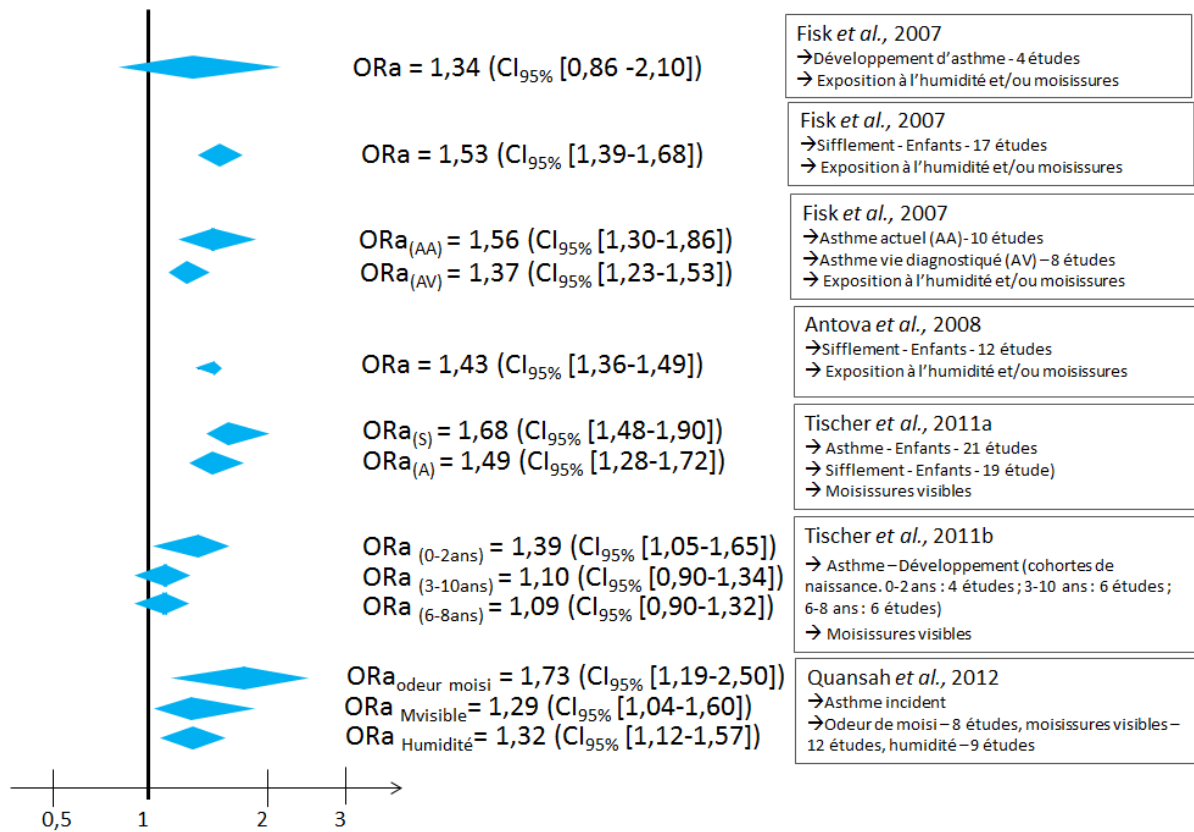 ORa = 1,34 (CI95% [0,86 -2,10])
Fisk et al., 2007
→Développement d'asthme - 4 études
→ Exposition à l'humidité et/ou moisissures
ORa = 1,53 (CI95% [1,39-1,68])
Fisk et al., 2007
→Sifflement - Enfants - 17 études
→ Exposition à l'humidité et/ou moisissures
ORa(AA) = 1,56 (CI95% [1,30-1,86])
ORa(AV) = 1,37 (CI95% [1,23-1,53])
Fisk et al., 2007
→Asthme actuel (AA) -10 études
→Asthme vie diagnostiqué (AV) – 8 études
→ Exposition à l'humidité et/ou moisissures
ORa = 1,43 (CI95% [1,36-1,49])
Antova et al., 2008
→Sifflement - Enfants - 12 études
→ Exposition à l'humidité et/ou moisissures
ORa(S) = 1,68 (CI95% [1,48-1,90])
ORa(A) = 1,49 (CI95% [1,28-1,72])
Tischer et al., 2011a
→ Asthme - Enfants - 21 études
→ Sifflement - Enfants - 19 étude)
→ Moisissures visibles
ORa (0-2ans) = 1,39 (CI95% [1,05-1,65])
ORa (3-10ans) = 1,10 (CI95% [0,90-1,34])
ORa (6-8ans) = 1,09 (CI95% [0,90-1,32])
Tischer et al., 2011b
→ Asthme – Développement (cohortes de
naissance. 0-2 ans : 4 études ; 3-10 ans : 6 études ;
6-8 ans : 6 études)
→ Moisissures visibles
ORa odeur moisi = 1,73 (CI95% [1,19-2,50])
ORa Mvisible= 1,29 (CI95% [1,04-1,60])
ORa Humidité= 1,32 (CI95% [1,12-1,57])
Quansah et al., 2012
→Asthme incident
→Odeur de moisi – 8 études, moisissures visibles –
12 études, humidité – 9 études
0,5 1 2 3